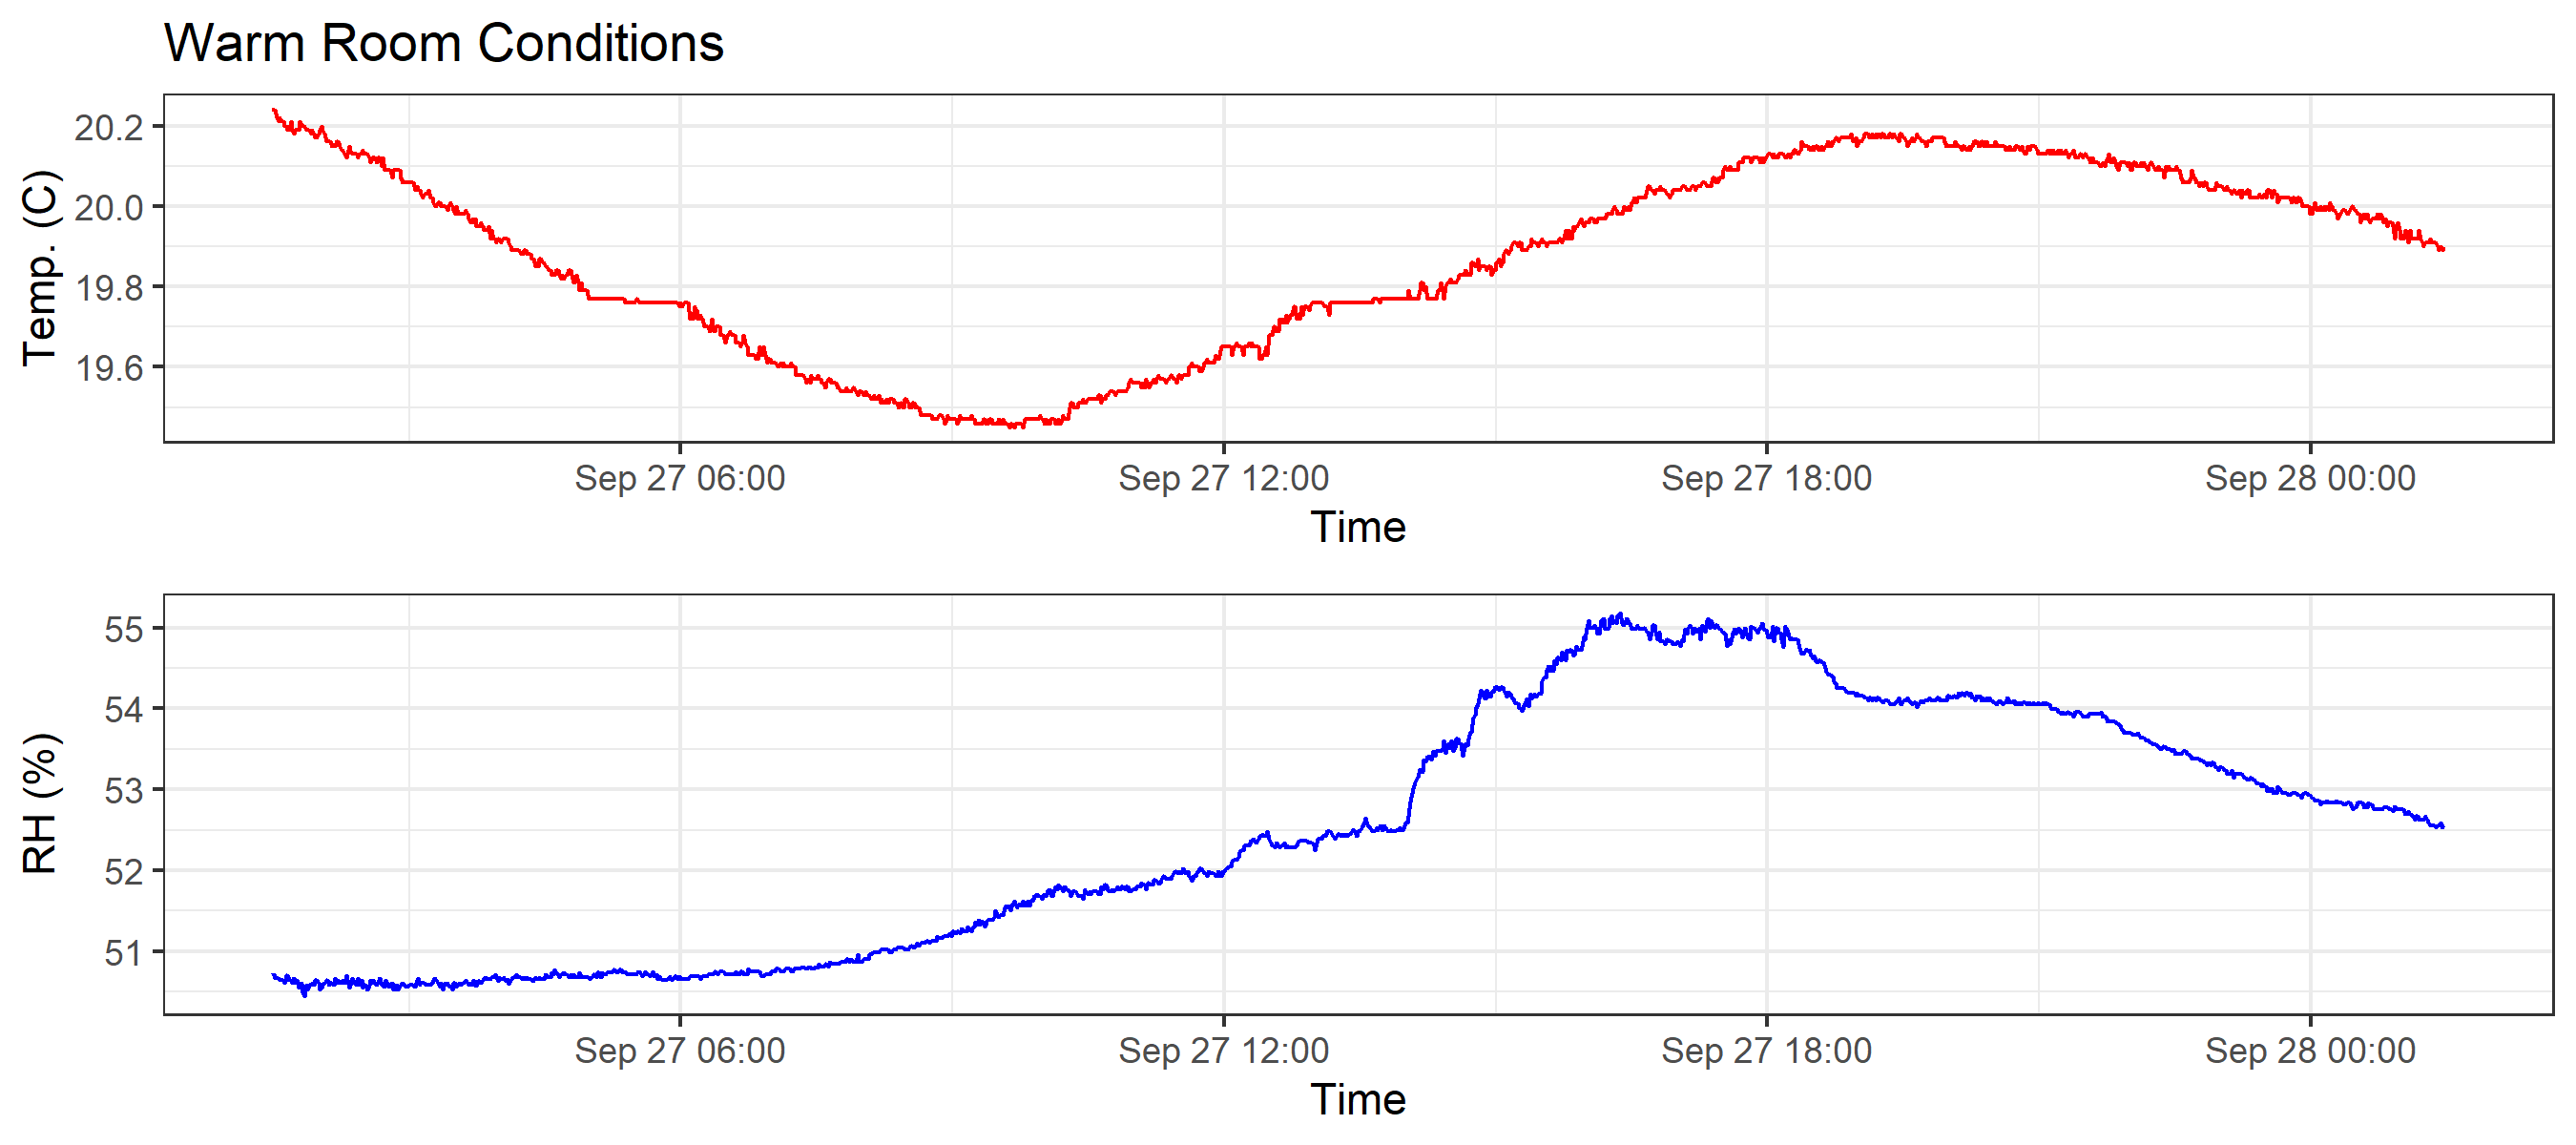 Warm Room Conditions
Temp. (C)
20.2
20.0
19.8
19.6
Sep 27 06:00 Sep 27 12:00 Sep 27 18:00 Sep 28 00:00
Time
RH (%)
55
54
53
52
51
Sep 27 06:00 Sep 27 12:00 Sep 27 18:00 Sep 28 00:00
Time